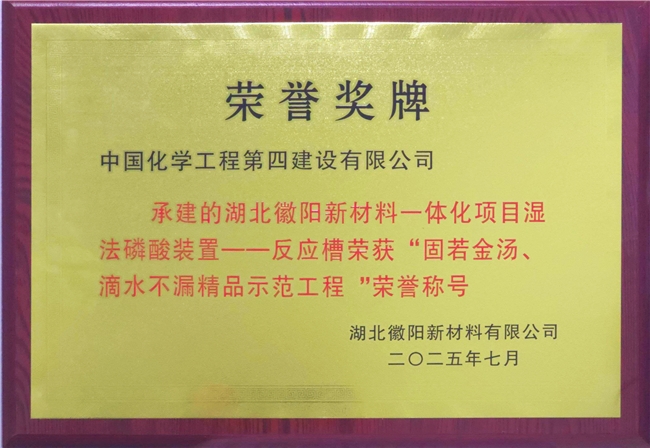 荣誉奖牌
中国化学工程第四建设有限公司
承建的湖北徽阳新材料一体化项目湿
法磷酸装置——反应槽荣获“固若金汤、
滴水不漏精品示范工程 ”荣誉称号
湖北徽阳新材料有限公司
二〇二五年七月